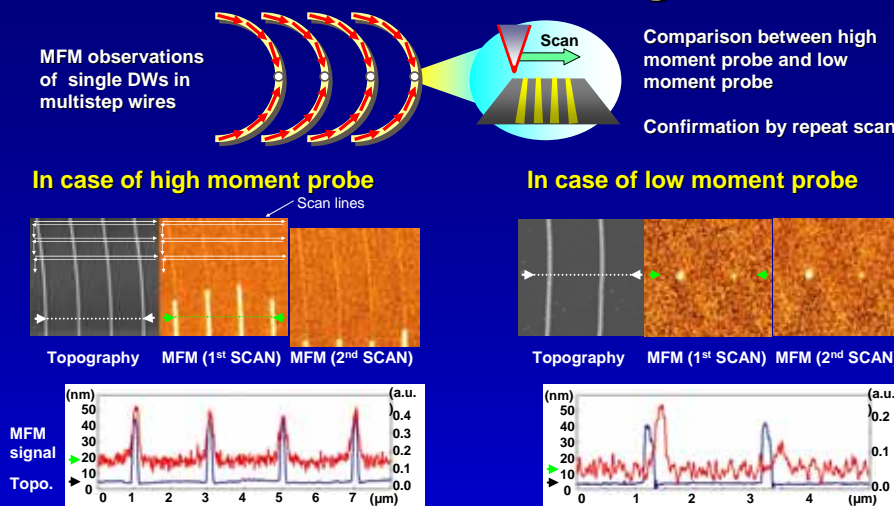 MFM observations
of single DWs in
multistep wires
Scan
Comparison between high
moment probe and low
moment probe
Confirmation by repeat scan
In case of high moment probe
Scan lines
Topography MFM (1st SCAN) MFM (2nd SCAN)
(nm)
50
40
30
20
10
0
MFM
signal
Topo.
(a.u.
)
0.4
0.3
0.2
0.1
0.0
0 1 2 3 4 5 6 7 (μm)
In case of low moment probe
Topography MFM (1st SCAN) MFM (2nd SCAN)
(nm)
50
40
30
20
10
0
(a.u.
)
0.2
0.1
0.0
0 1 2 3 4 (μm)